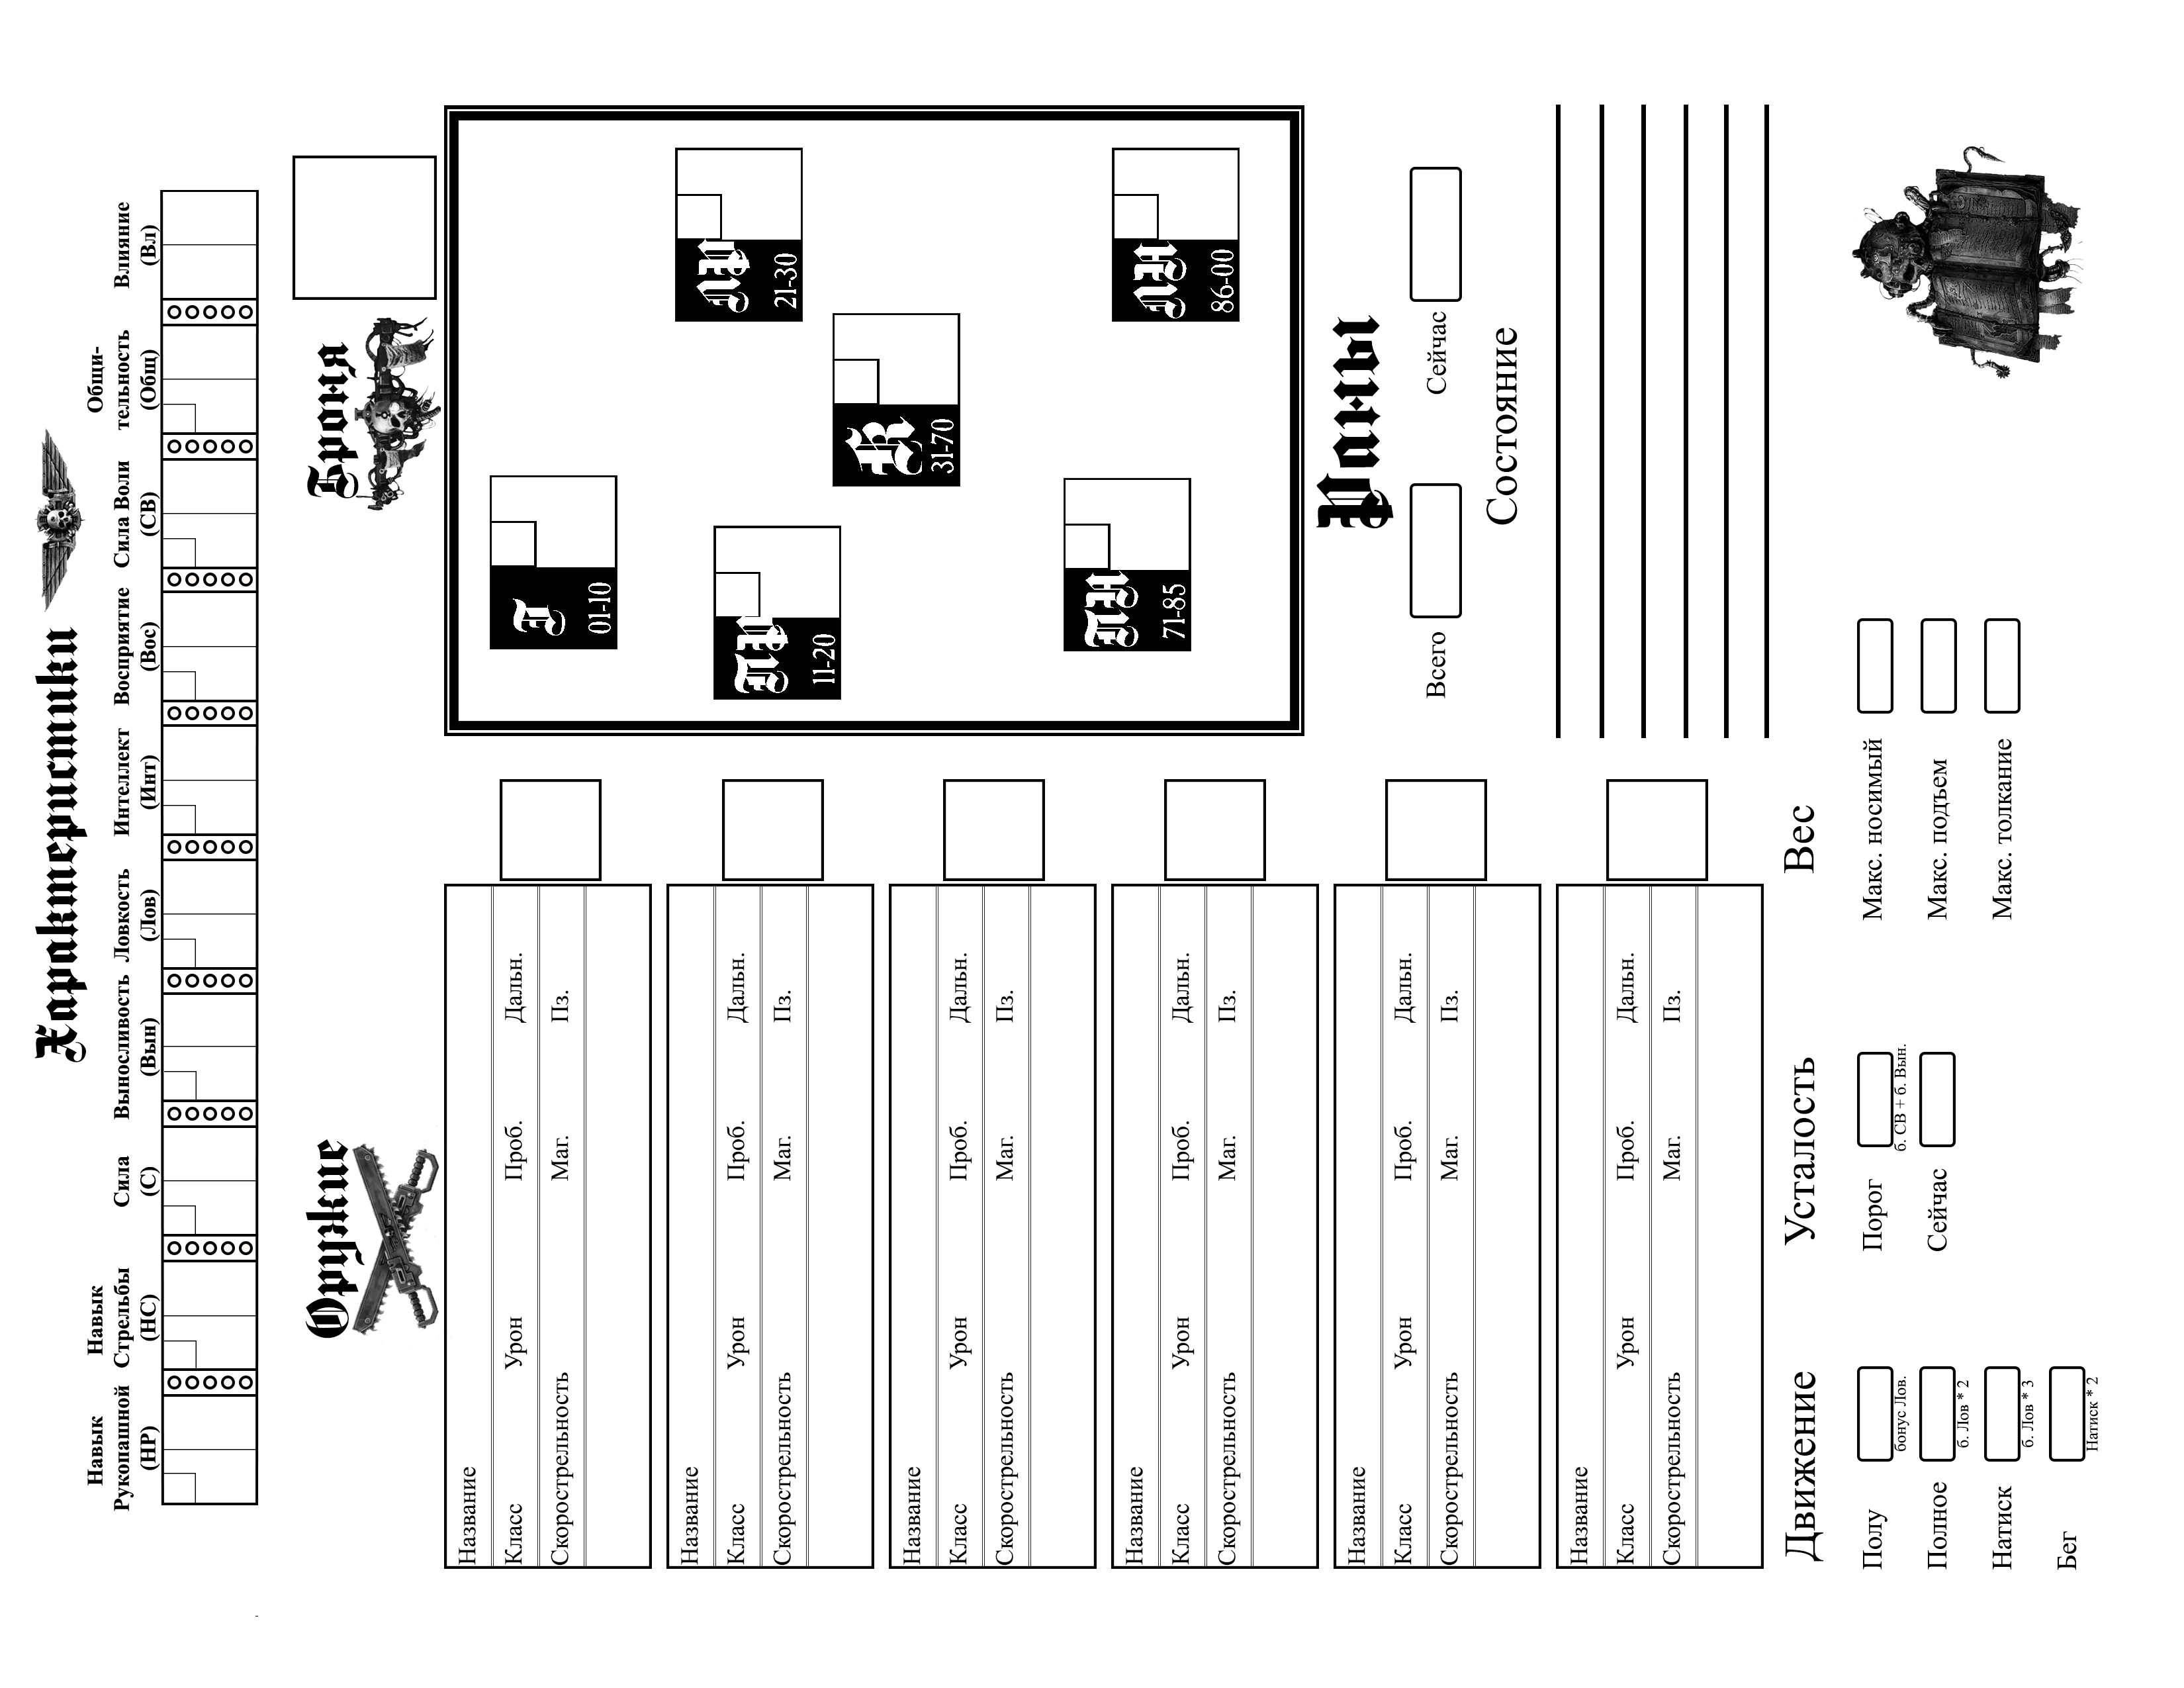 Характеристики
Навык Рукопашной (НР)
Навык Стрельбы (НС)
Сила (С)
Выносливость (Вын)
Ловкость (Лов)
Интеллект (Инт)
Восприятие (Вос)
Сила Воли (СВ)
Общи-
тельность (Общ)
Влияние (Вл)
Оружие
Броня
Название
Класс Урон Проб. Дальн.
Скорострельность Маг. Пз.
Название
Класс Урон Проб. Дальн.
Скорострельность Маг. Пз.
Название
Класс Урон Проб. Дальн.
Скорострельность Маг. Пз.
Название
Класс Урон Проб. Дальн.
Скорострельность Маг. Пз.
Название
Класс Урон Проб. Дальн.
Скорострельность Маг. Пз.
Название
Класс Урон Проб. Дальн.
Скорострельность Маг. Пз.
Г
01-10
ПР
11-20
ЛР
21-30
К
31-70
ПН
71-85
ЛН
86-00
Раны
Всего
Сейчас
Состояние
Движение
Полу
бонус Лов.
Полное
б. Лов * 2
Натиск
б. Лов * 3
Бег
Натиск * 2
Усталость
Порог
б. СВ + б. Вын.
Сейчас
Вес
Макс. носимый
Макс. подъем
Макс. толкание